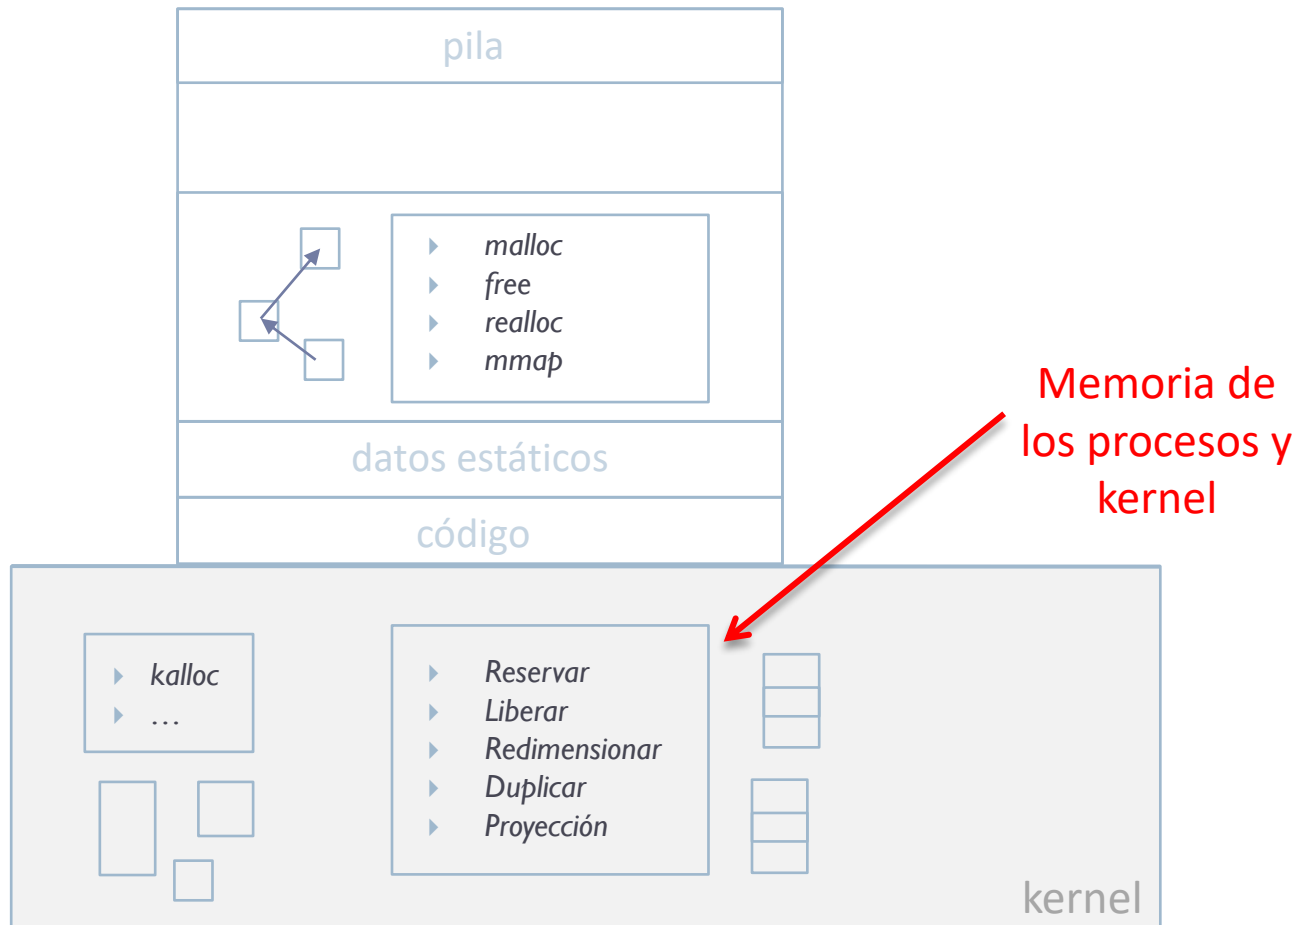 pila
malloc
free
realloc
mmap
Memoria de
los procesos y
kernel
datos estáticos
código
kalloc
…
Reservar
Liberar
Redimensionar
Duplicar
Proyección
kernel